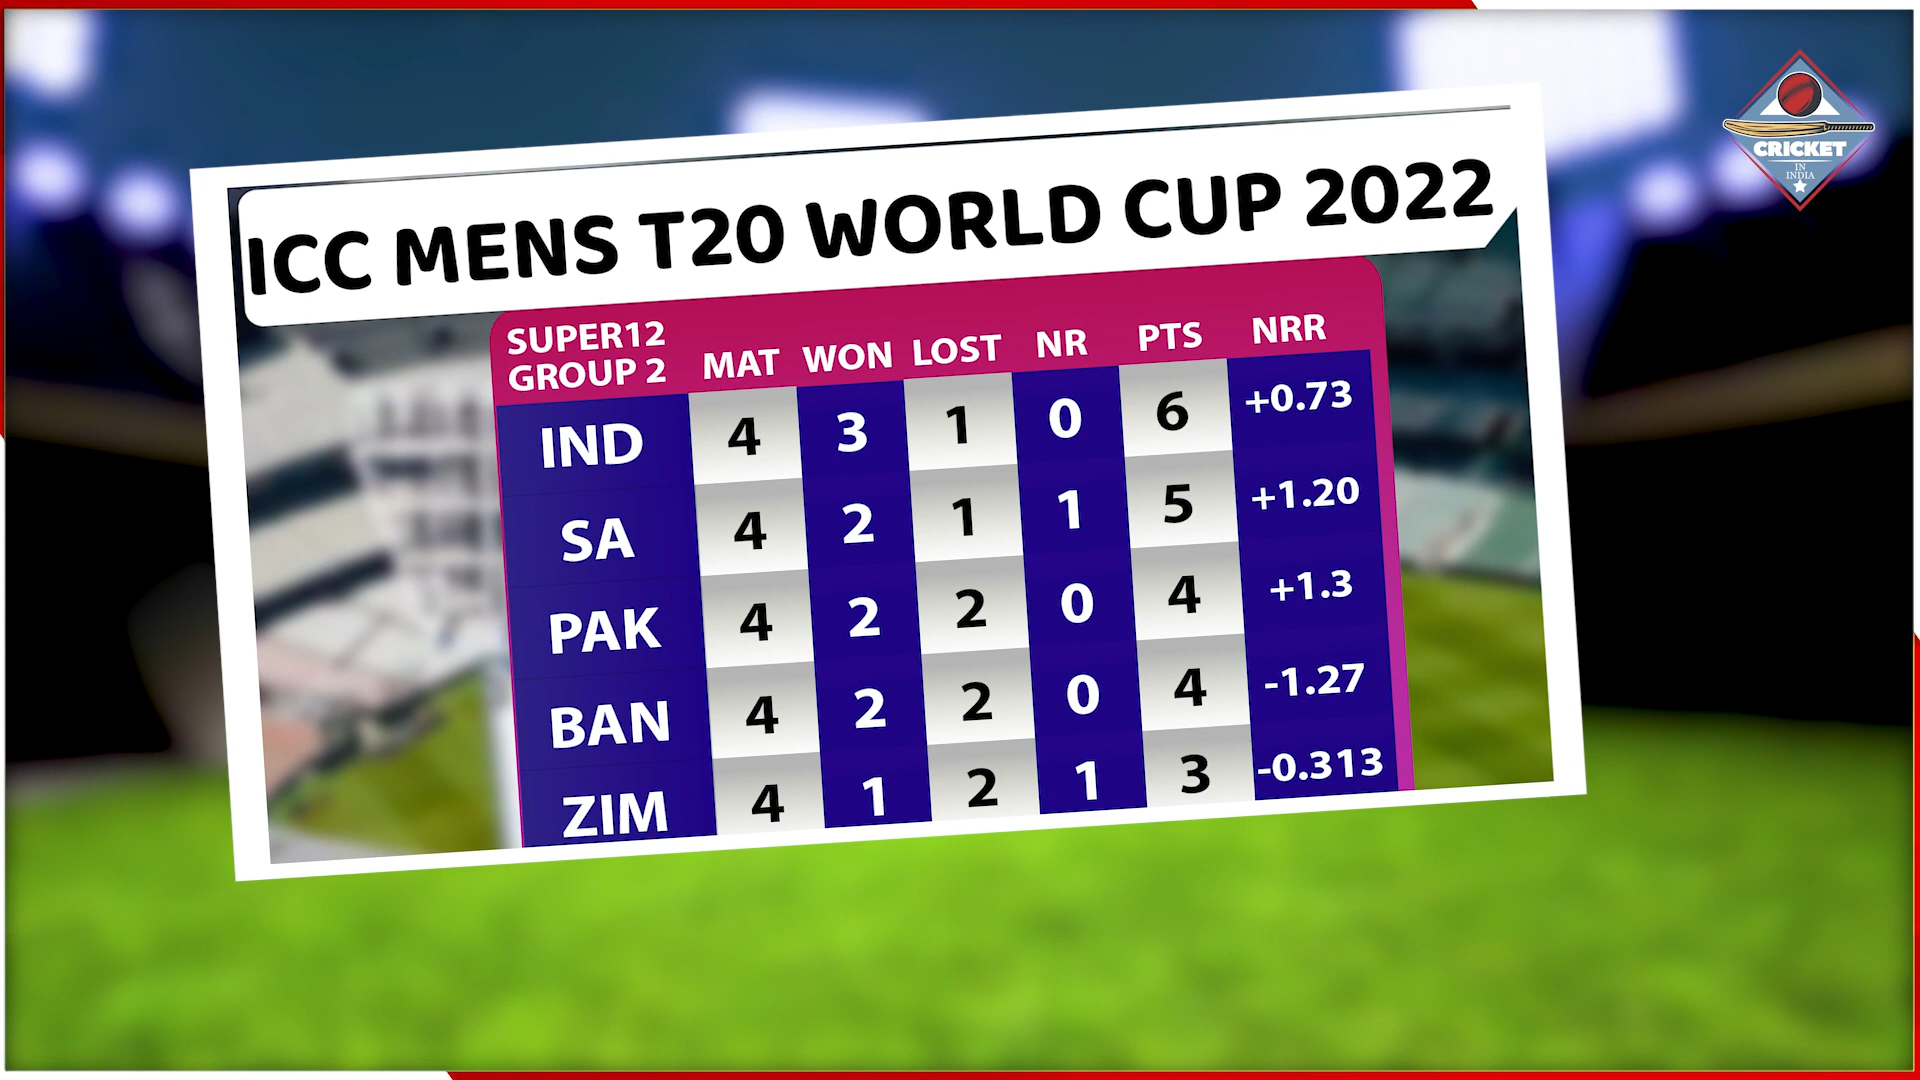 CRICKET
IN
INDIA
ICC MENS T20 WORLD CUP 2022
SUPER12
GROUP 2 MAT WON LOST NR PTS NRR
IND 4 3 1 0 6 +0.73
SA 4 2 1 1 5 +1.20
PAK 4 2 2 0 4 +1.3
BAN 4 2 2 0 4 -1.27
ZIM 4 1 2 1 3 -0.313